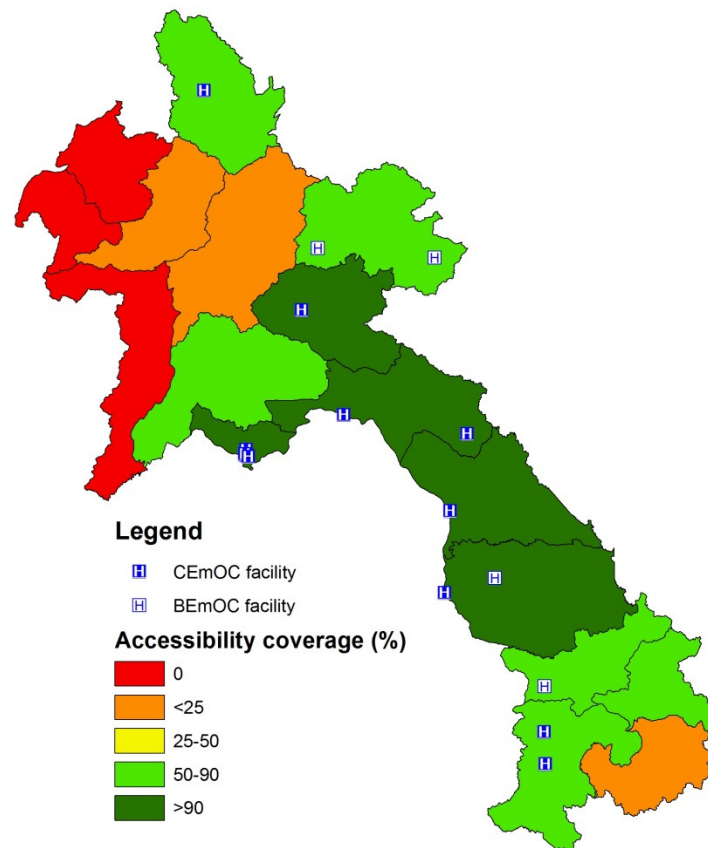 H
H
H
H
H
H
H
H
Legend
H CEmOC facility
H
H
H BEmOC facility
H
Accessibility coverage (%)
0
H
<25
H
25-50
H
50-90
>90